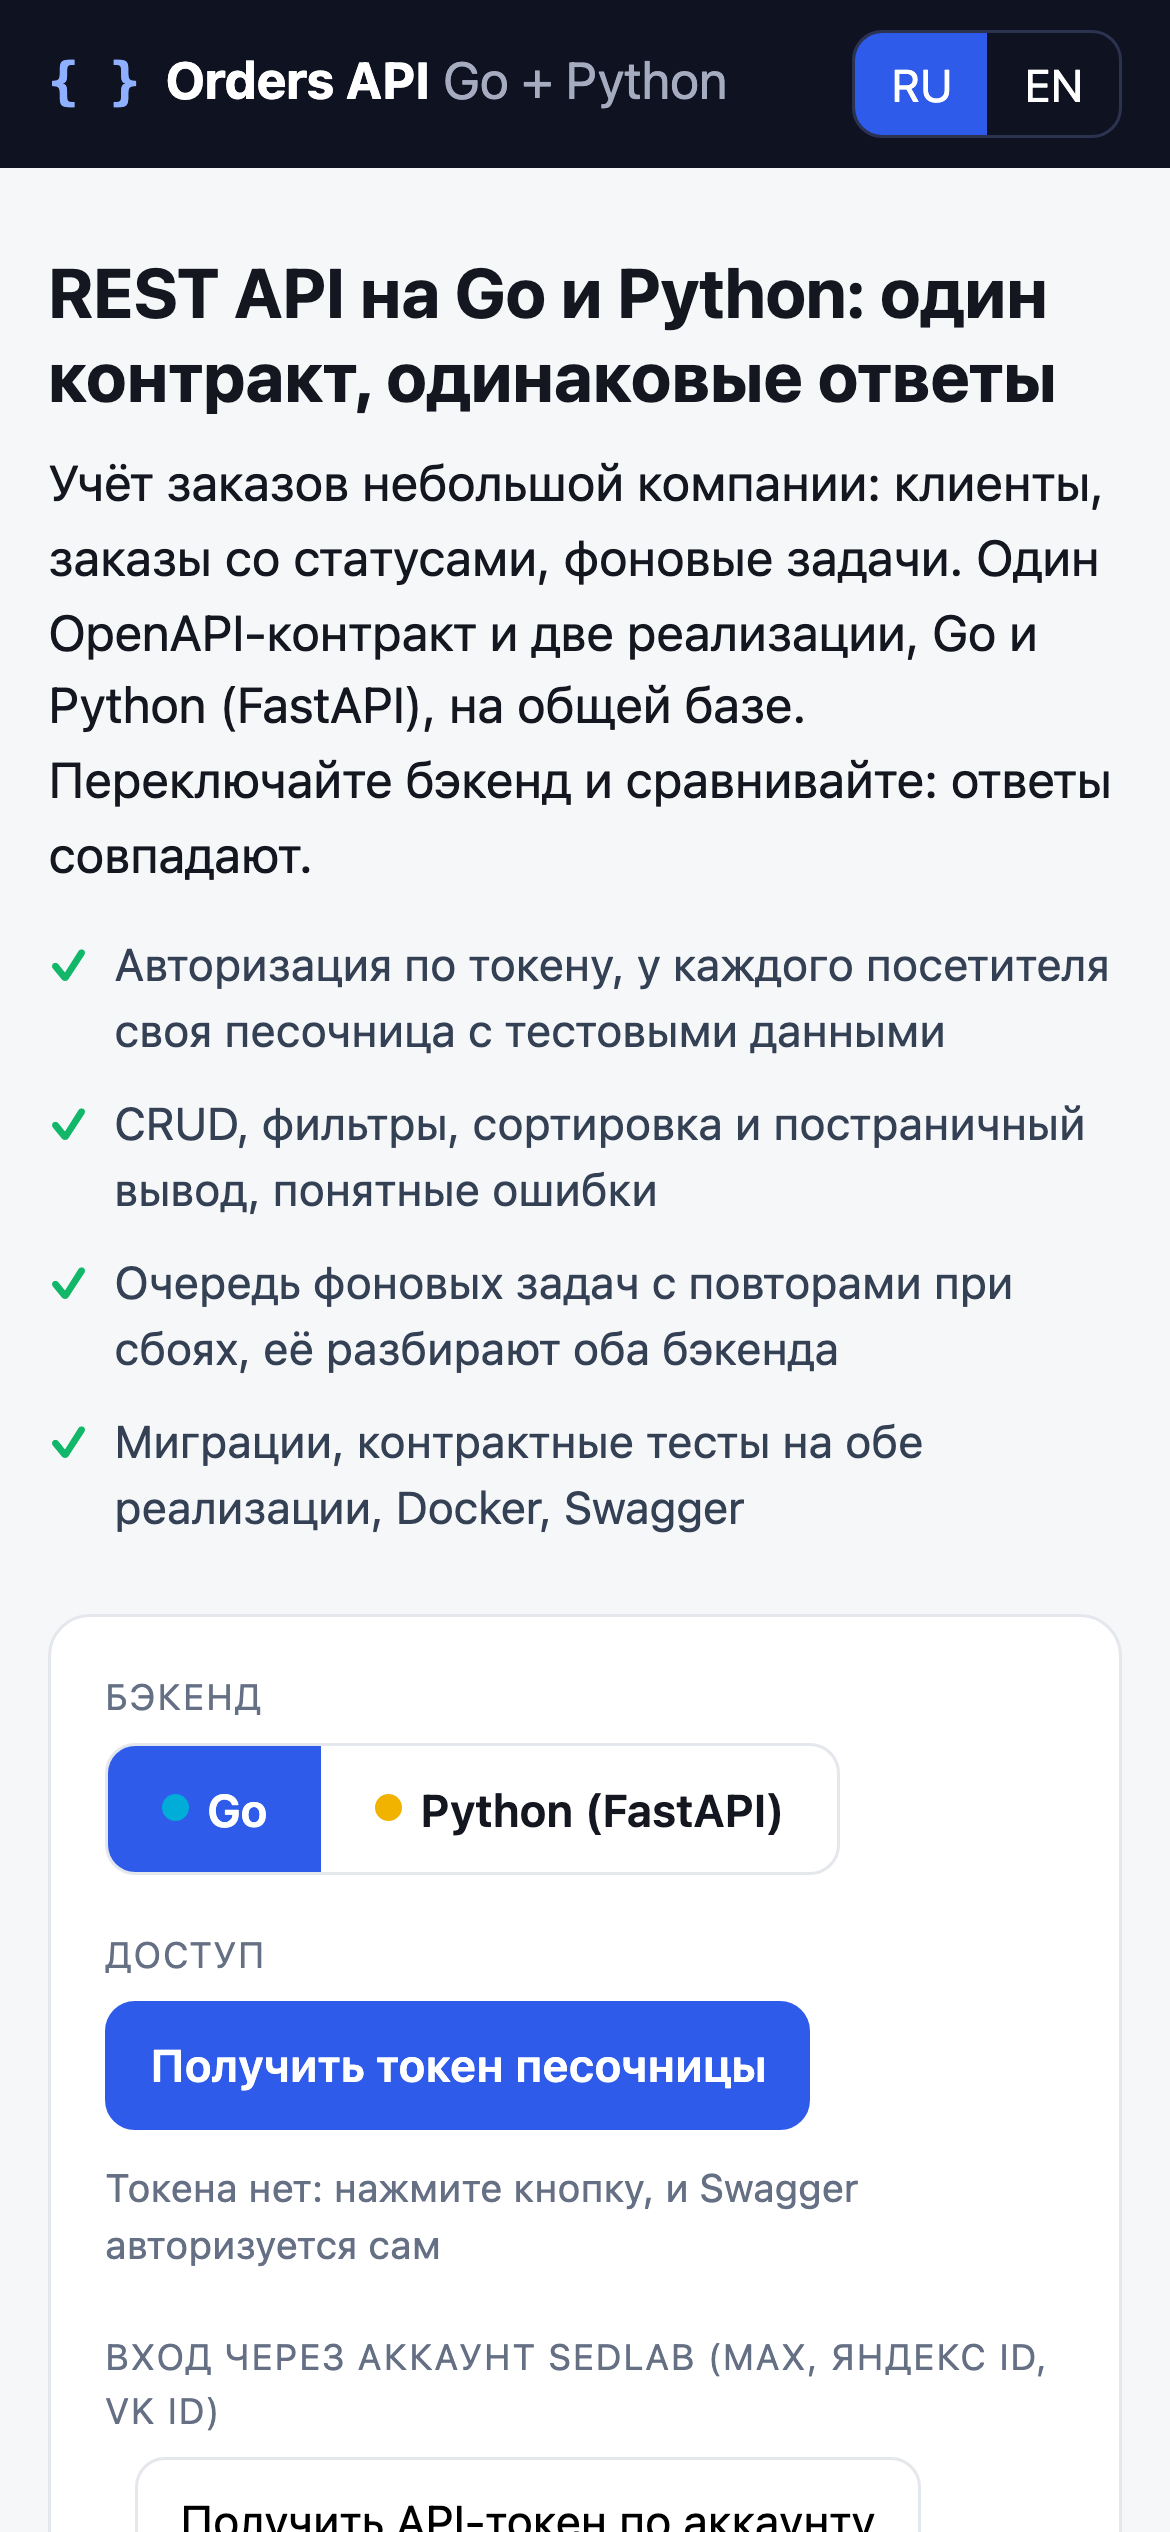 { } Orders API Go + Python
RU EN
REST API на Go и Python: один
контракт, одинаковые ответы
Учёт заказов небольшой компании: клиенты,
заказы со статусами, фоновые задачи. Один
OpenAPI-контракт и две реализации, Go и
Python (FastAPI), на общей базе.
Переключайте бэкенд и сравнивайте: ответы
совпадают.
Авторизация по токену, у каждого посетителя
своя песочница с тестовыми данными
CRUD, фильтры, сортировка и постраничный
вывод, понятные ошибки
Очередь фоновых задач с повторами при
сбоях, её разбирают оба бэкенда
Миграции, контрактные тесты на обе
реализации, Docker, Swagger
БЭКЕНД
Go Python (FastAPI)
ДОСТУП
Получить токен песочницы
Токена нет: нажмите кнопку, и Swagger
авторизуется сам
ВХОД ЧЕРЕЗ АККАУНТ SEDLAB (MAX, ЯНДЕКС ID,
VK ID)
Получить API-токен по аккаунту